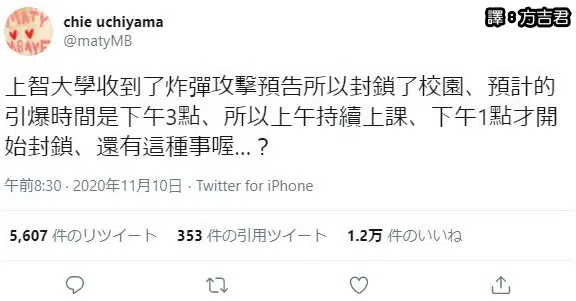 譯:方吉君
MATY
MBAYE
chie uchiyama
@matyMB
上智大學收到了炸彈攻擊預告所以封鎖了校園、預計的
引爆時間是下午3點、所以上午持續上課、下午1點才開
始封鎖、還有這種事喔…？
午前8:30 · 2020年11月10日 · Twitter for iPhone
5,607 件のリツイート 353 件の引用ツイート 1.2万 件のいいね